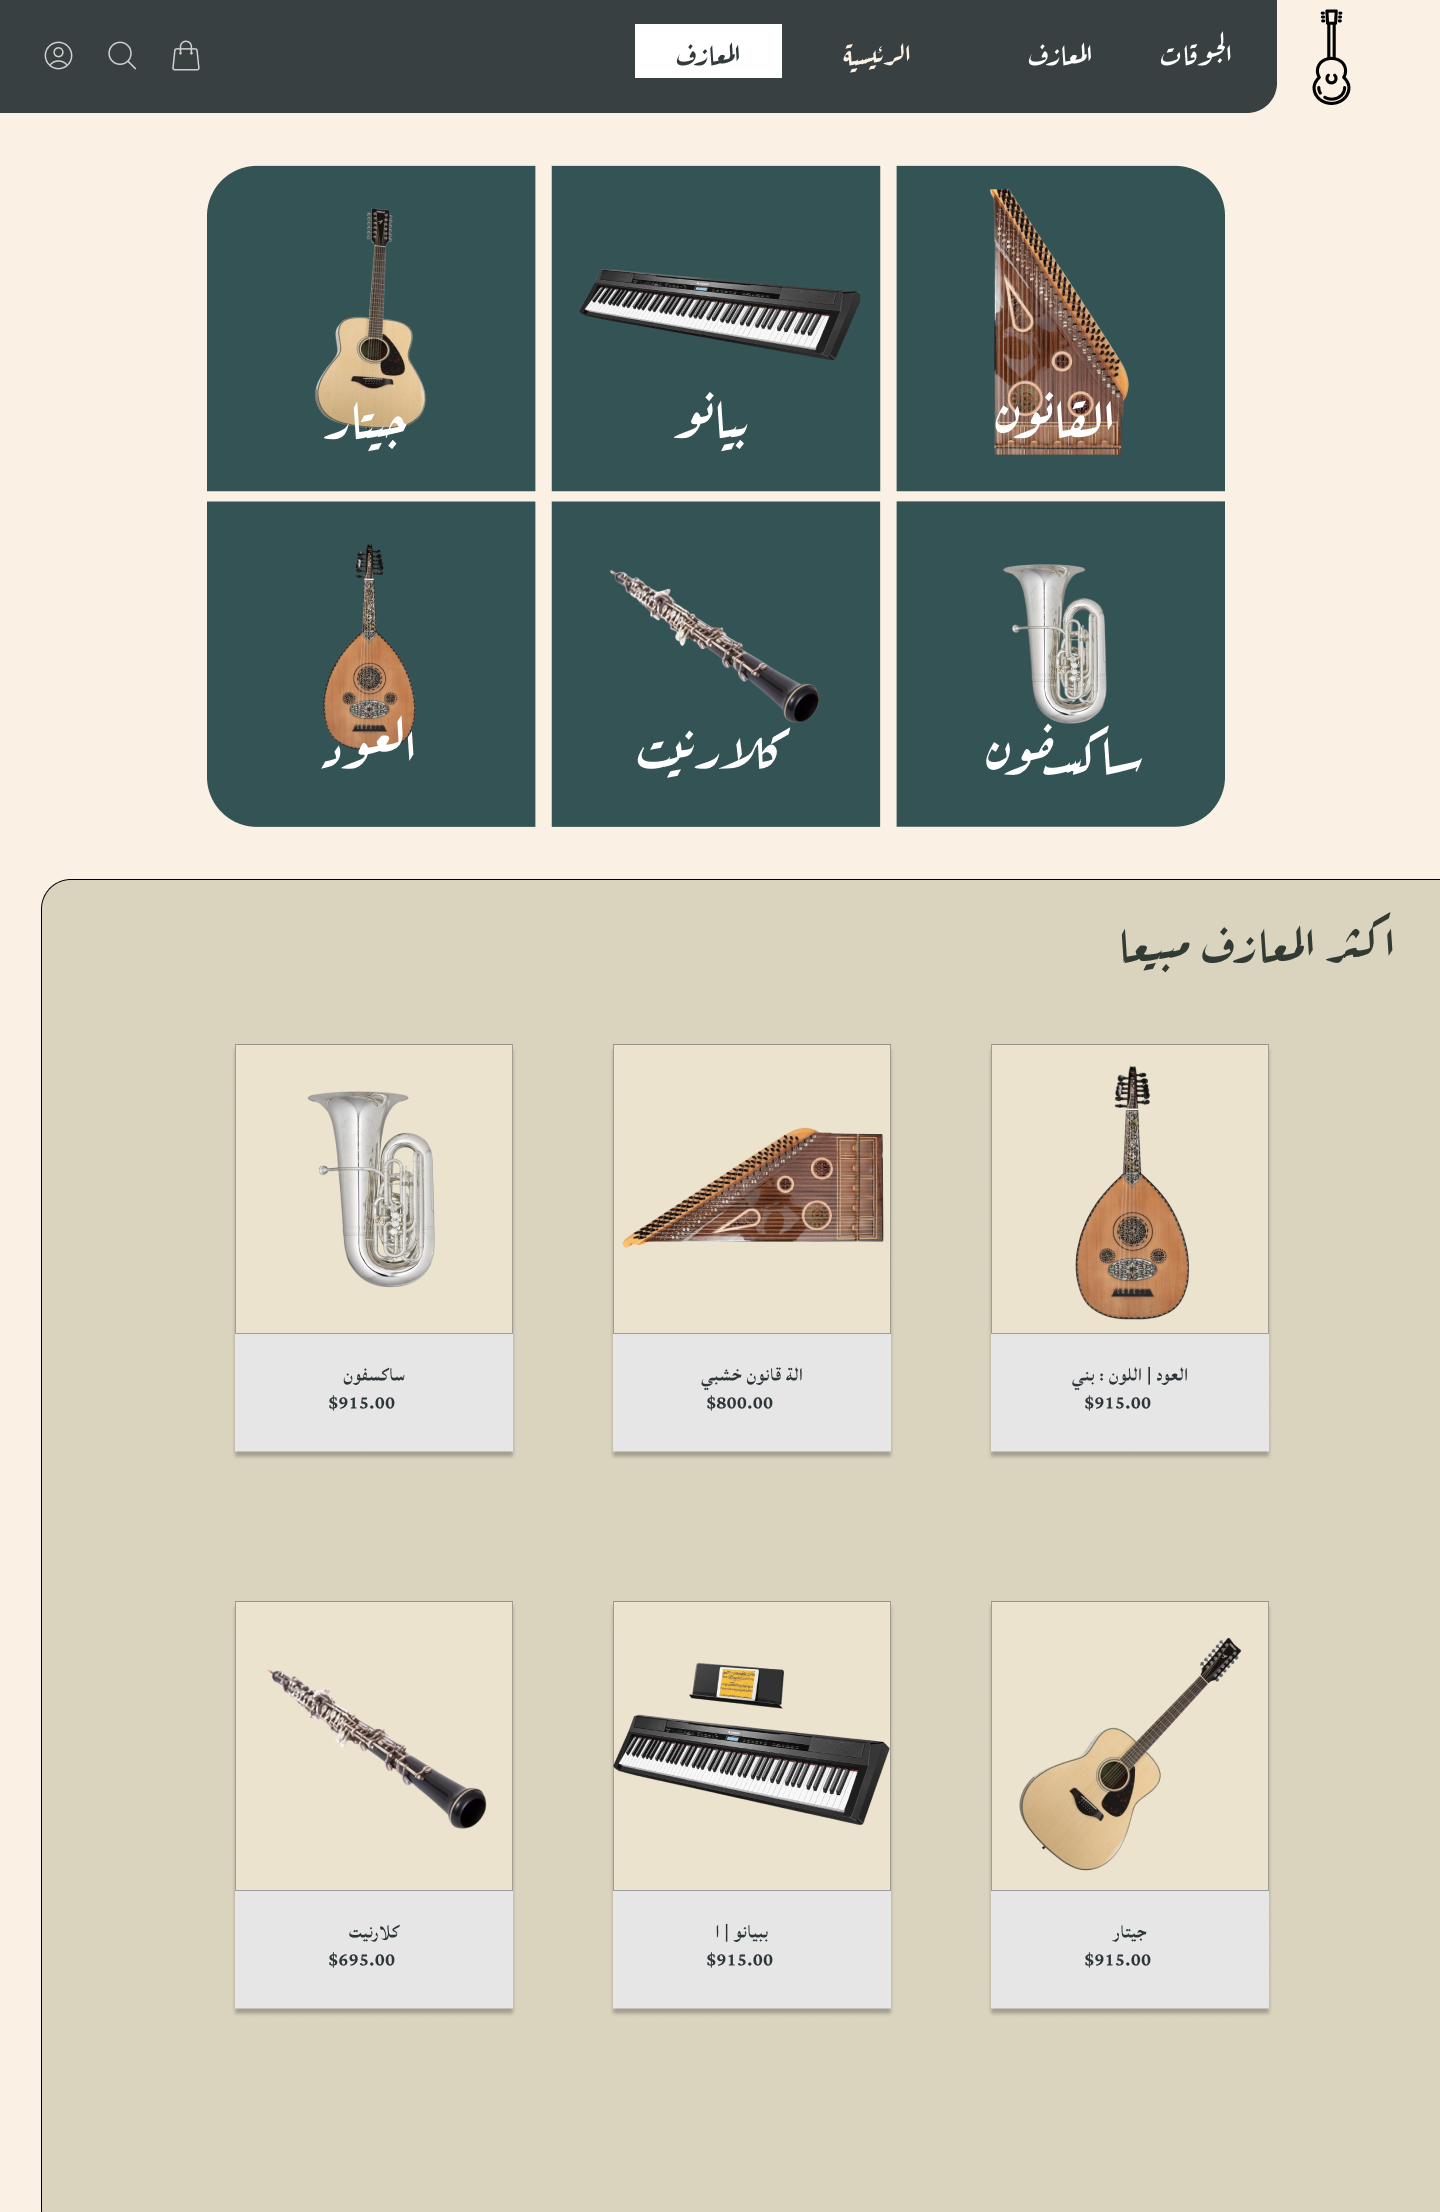 الجوقات
المعازف
الرئيسية
المعازف
القانون
بيانو
جيتار
ساكسفون
كلارنيت
العود
اكثر المعازف مبيعا
العود | اللون : بني
$915.00
الة قانون خشبي
$800.00
ساكسفون
$915.00
جيتار
$915.00
ببيانو | ا
$915.00
كلارنيت
$695.00